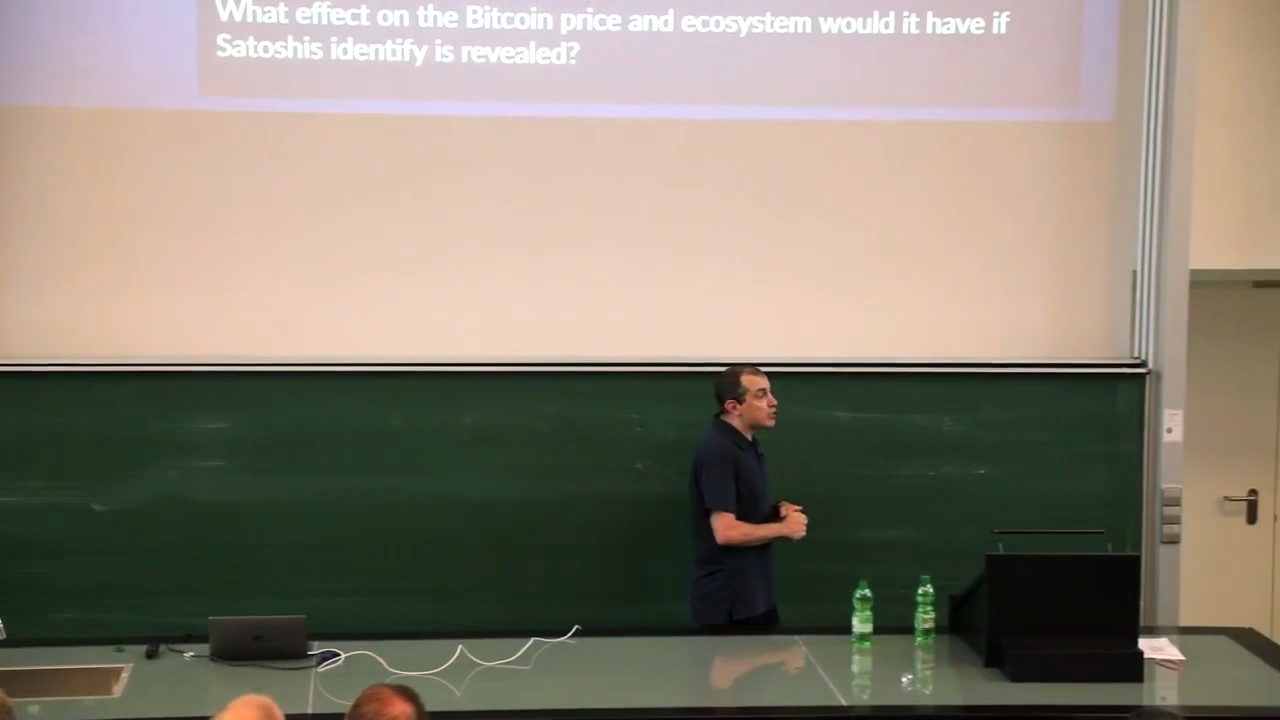 What effect on the Bitcoin price and ecosystem would it have if
Satoshis identify is revealed?